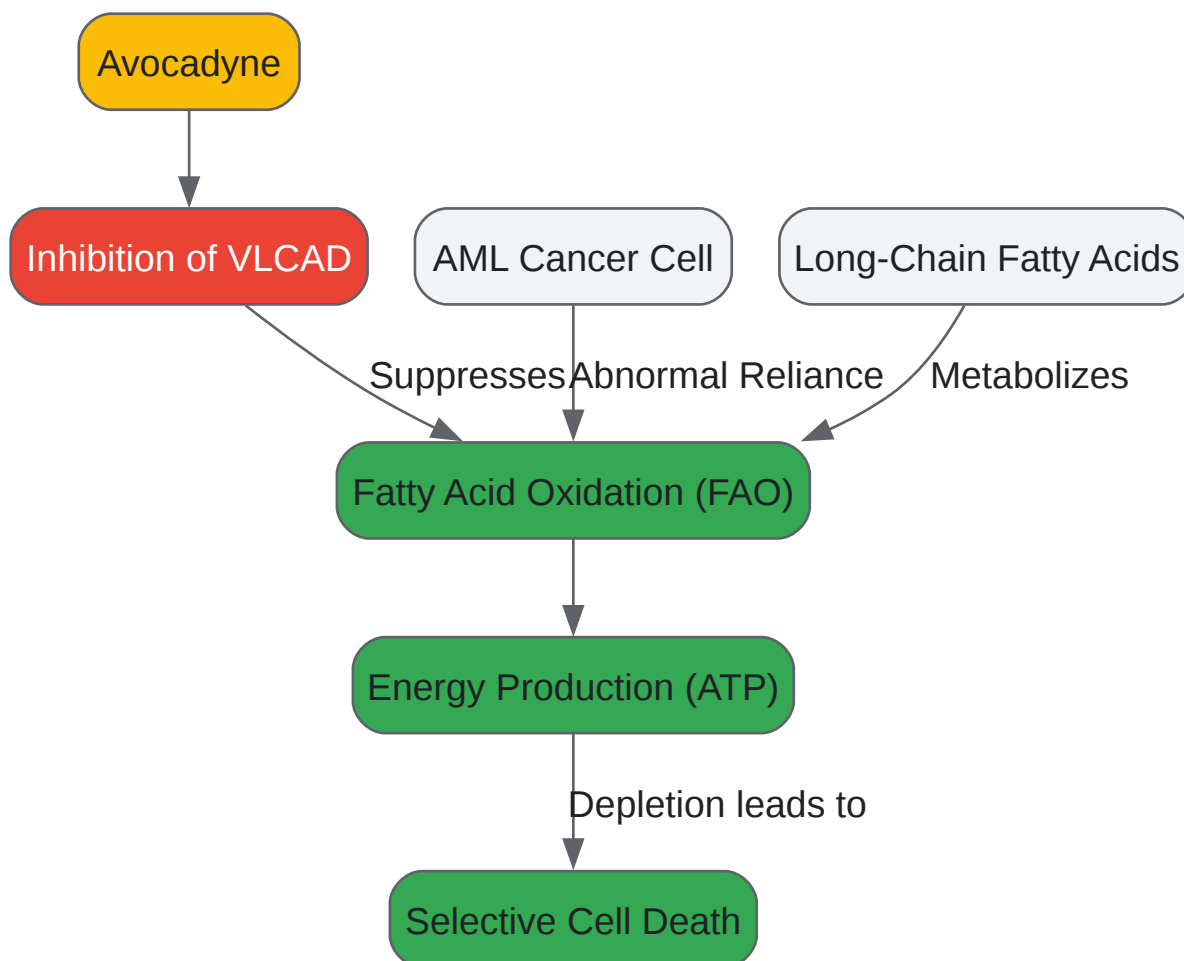 Avocadyne
Inhibition of VLCAD
AML Cancer Cell
Long-Chain Fatty Acids
Suppresses
Abnormal Reliance
Metabolizes
Fatty Acid Oxidation (FAO)
Energy Production (ATP)
Depletion leads to
Selective Cell Death